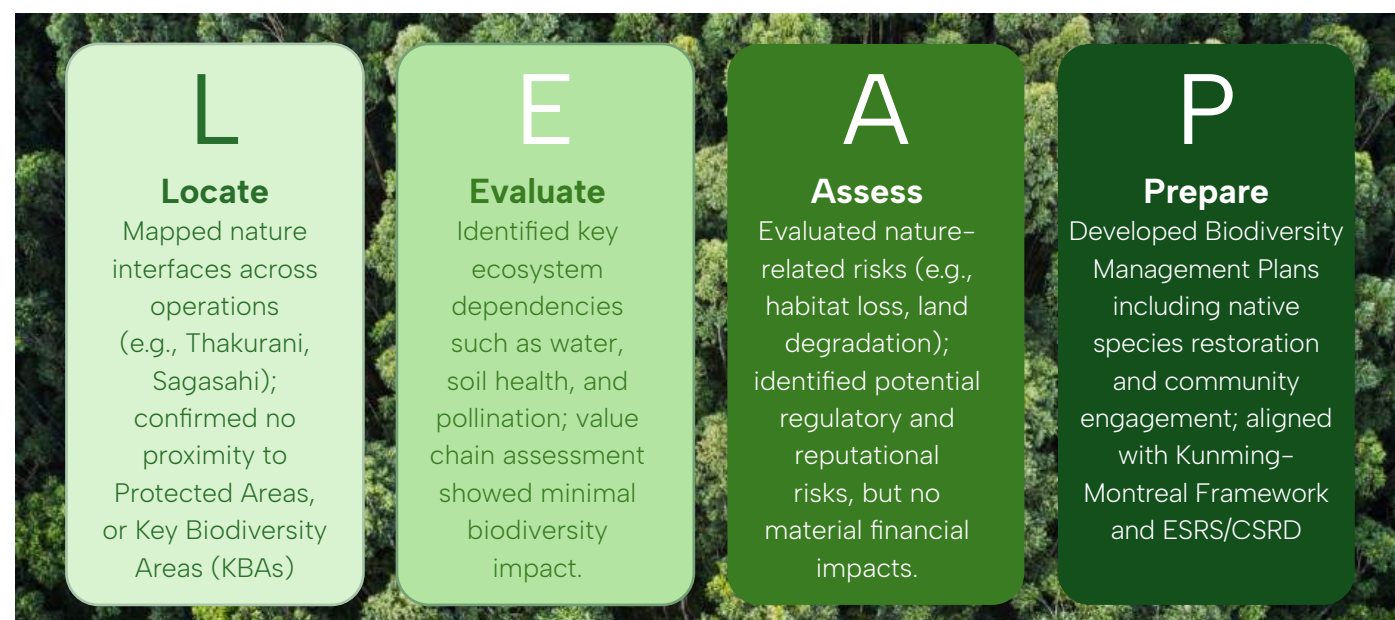 L
Locate
Mapped nature
interfaces across
operations
(e.g., Thakurani,
Sagasahi);
confirmed no
proximity to
Protected Areas,
or Key Biodiversity
Areas (KBAs)
E
Evaluate
Identified key
ecosystem
dependencies
such as water,
soil health, and
pollination; value
chain assessment
showed minimal
biodiversity
impact.
A
Assess
Evaluated nature-
related risks (e.g.,
habitat loss, land
degradation);
identified potential
regulatory and
reputational
risks, but no
material financial
impacts.
P
Prepare
Developed Biodiversity
Management Plans
including native
species restoration
and community
engagement; aligned
with Kunming-
Montreal Framework
and ESRS/CSRD